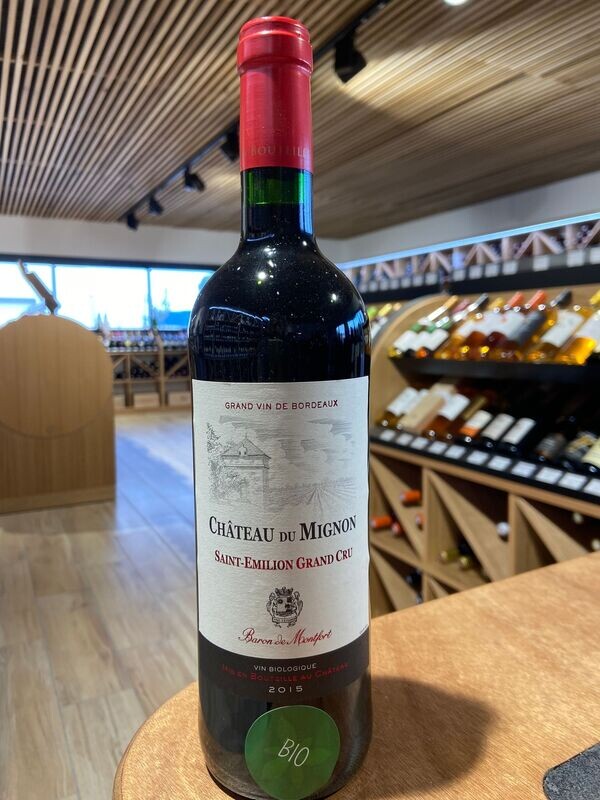 BOUTEILLE
GRAND VIN DE BORDEAUX
CHÂTEAU DU MIGNON
SAINT-EMILION GRAND CRU
Baron de Montfort
VIN BIOLOGIQUE
MIS EN BOUTEILLE AU CHÂTEAU
2015
BIO